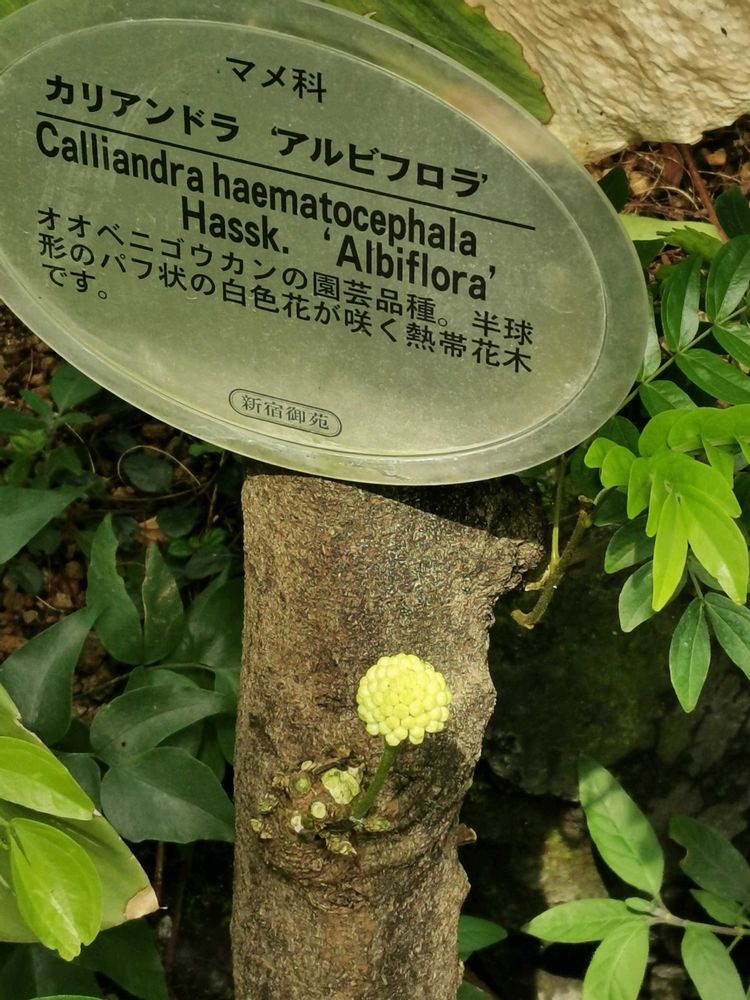 マメ科
カリアンドラ ‘アルビフロラ’
Calliandra haematocephala
Hassk. ‘Albiflora’
オオベニゴウカンの園芸品種。半球
形のパフ状の白色花が咲く熱帯花木
です。
新宿御苑